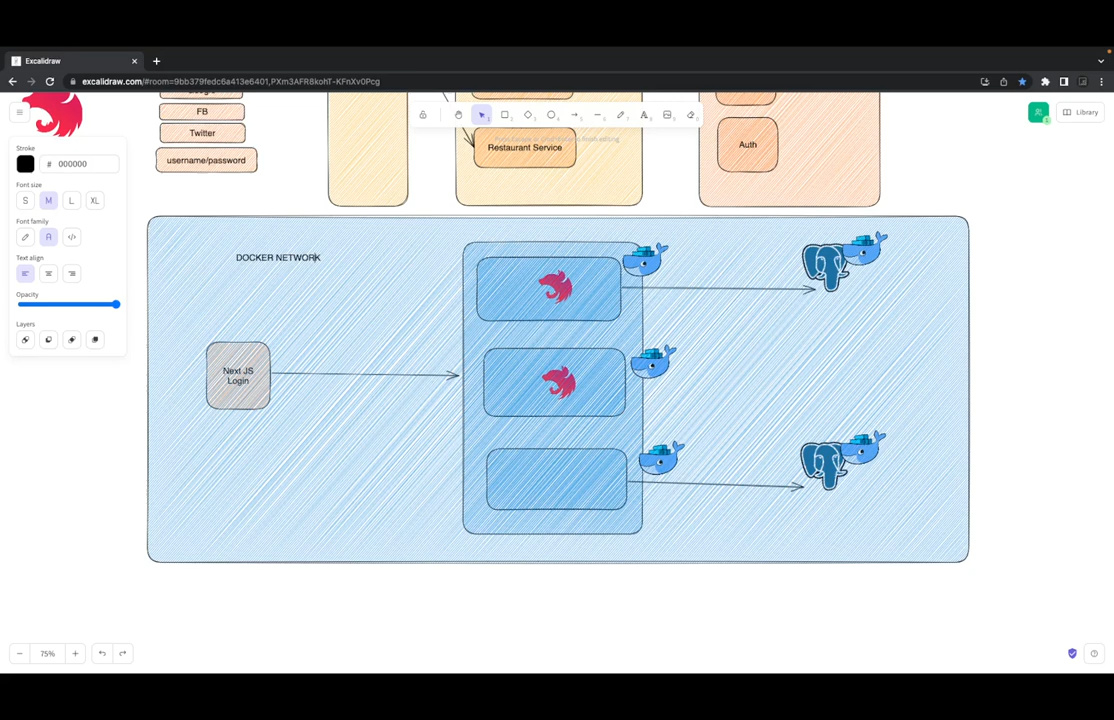 Excalidraw
excalidraw.com/#room=9bb379fedc6a413e6401,PXm3AFR8kohT-KFnXv0Pcg
FB
Twitter
username/password
Restaurant Service
Auth
Library
Stroke
# 000000
Font size
S M L XL
Font family
A </>
Text align
Opacity
Layers
DOCKER NETWORK
Next JS
Login
75%